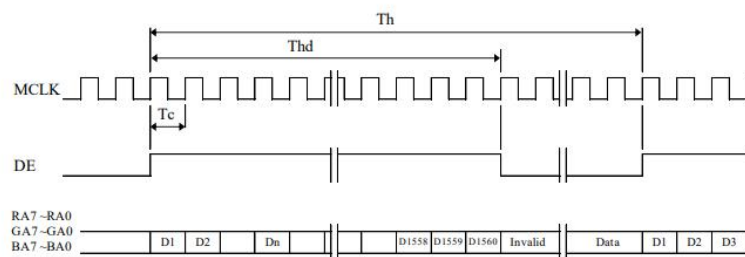 Th
Thd
MCLK
Tc
DE
RA7 ~RA0
GA7 ~GA0
BA7 ~BA0
D1 D2 Dn D1558 D1559 D1560 Invalid Data D1 D2 D3